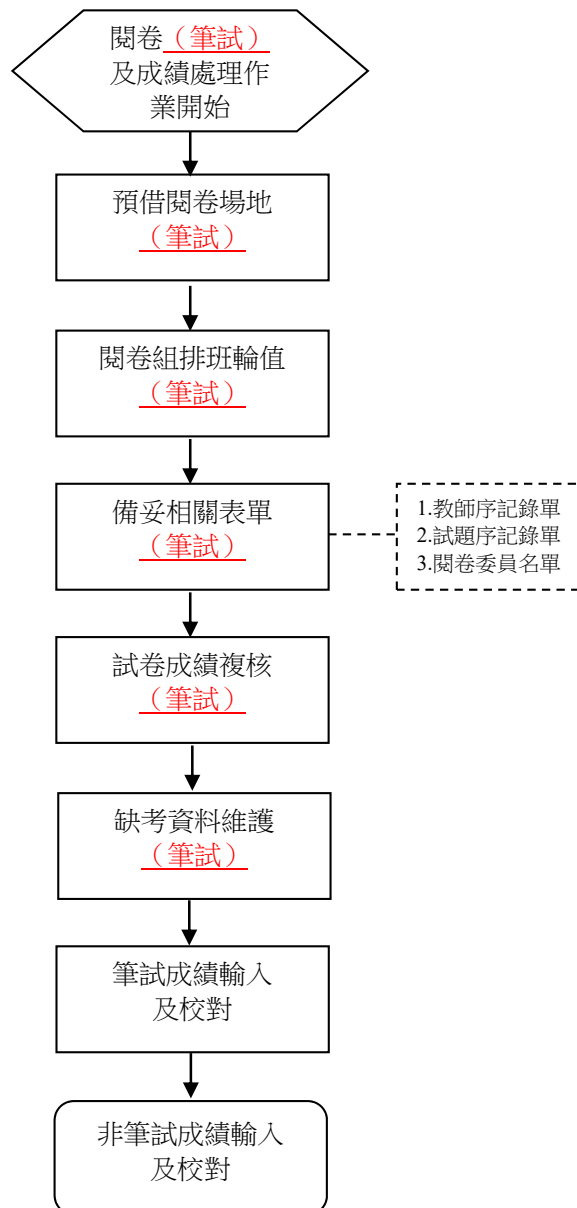 閱卷（筆試）
及成績處理作
業開始
預借閱卷場地
（筆試）
閱卷組排班輪值
（筆試）
備妥相關表單
（筆試）
1.教師序記錄單
2.試題序記錄單
3.閱卷委員名單
試卷成績複核
（筆試）
缺考資料維護
（筆試）
筆試成績輸入
及校對
非筆試成績輸入
及校對